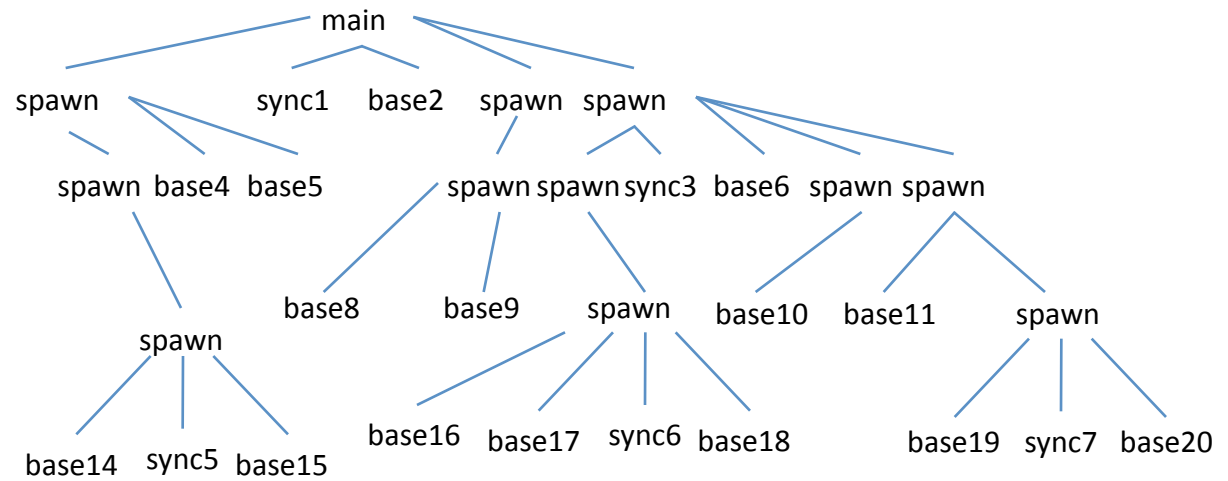 main
spawn sync1 base2 spawn spawn
spawn base4 base5 spawn spawn sync3 base6 spawn spawn
base8 base9 spawn base10 base11 spawn
spawn
base16 base17 sync6 base18 base19 sync7 base20
base14 sync5 base15